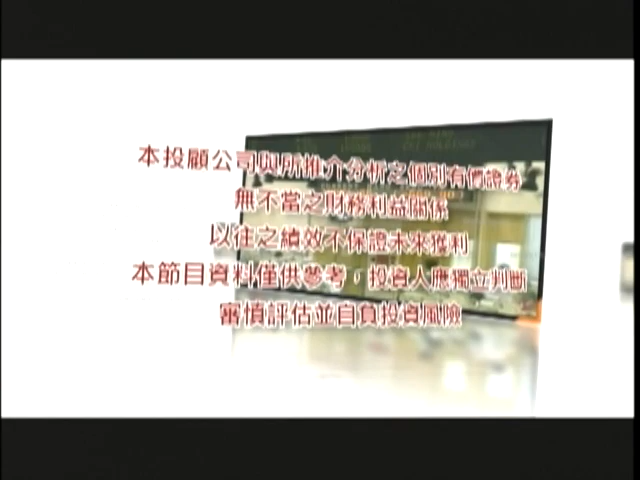 本投顧公司與所推介分析之個別有價證券
無不當之財務利益關係
以往之績效不保證未來獲利
本節目資料僅供參考，投資人應獨立判斷
審慎評估並自負投資風險